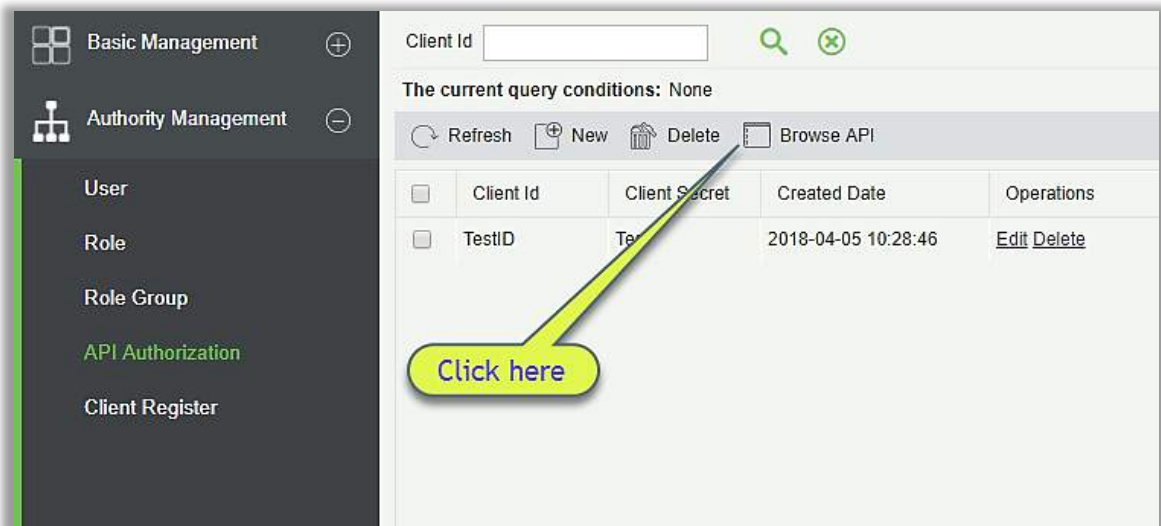 Basic Management
Authority Management
User
Role
Role Group
API Authorization
Client Register
Client Id
The current query conditions: None
Refresh New Delete Browse API
Client Id Client Secret Created Date Operations
TestID 2018-04-05 10:28:46 Edit Delete
Click here